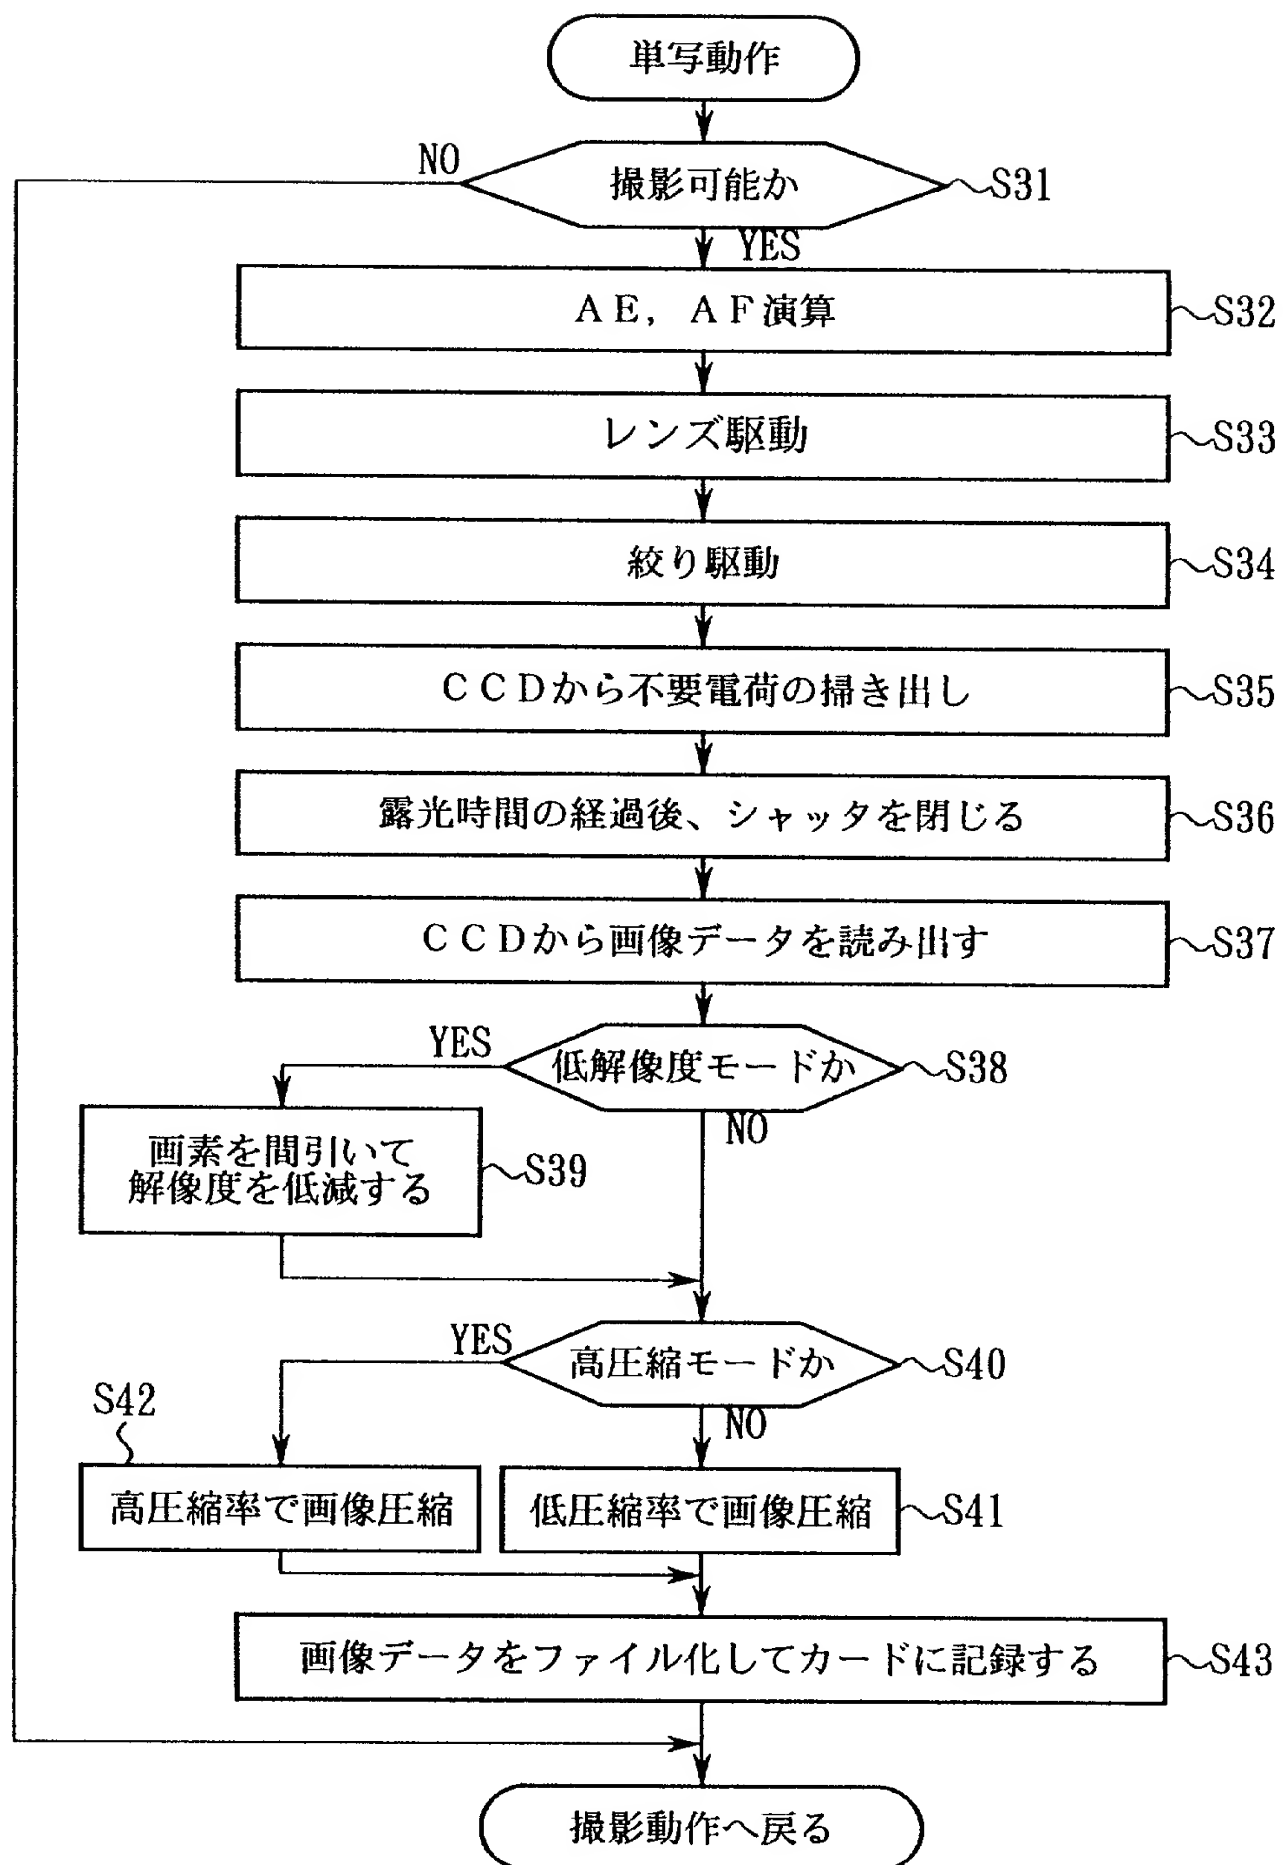 単写動作
NO
撮影可能か
S31
YES
AE，AF演算
S32
レンズ駆動
S33
絞り駆動
S34
CCDから不要電荷の掃き出し
S35
露光時間の経過後、シャッタを閉じる
S36
CCDから画像データを読み出す
S37
YES
低解像度モードか
S38
NO
画素を間引いて
解像度を低減する
S39
YES
高圧縮モードか
S40
NO
S42
高圧縮率で画像圧縮
低圧縮率で画像圧縮
S41
画像データをファイル化してカードに記録する
S43
撮影動作へ戻る